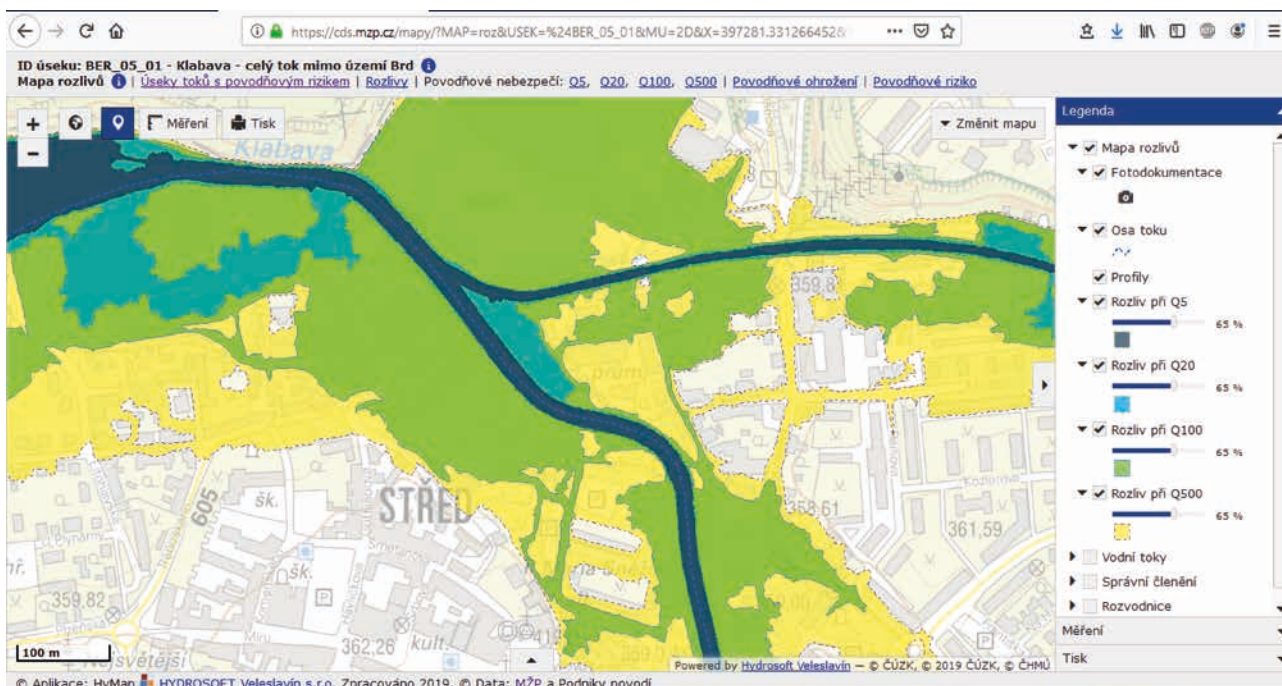 https://cds.mzp.cz/mapy/?MAP=roz&USEK=%24BER_05_01&MU=2D&X=397281.331266452&
ID úseku: BER_05_01 - Klabava - celý tok mimo území Brd
Mapa rozlivů | Úseky toků s povodňovým rizikem | Rozlivy | Povodňové nebezpečí: Q5, Q20, Q100, Q500 | Povodňové ohrožení | Povodňové riziko
+ Měření Tisk
−
Změnit mapu
Klabava
359,8
605
šk.
STŘED
šk.
359,82
362,26
kult.
Míru
Nejsvětější
358,61
361,59
P
P
100 m
Powered by Hydrosoft Veleslavín — © ČÚZK, © 2019 ČÚZK, © ČHMÚ
Legenda
Mapa rozlivů
Fotodokumentace
Osa toku
Profily
Rozliv při Q5
65 %
Rozliv při Q20
65 %
Rozliv při Q100
65 %
Rozliv při Q500
65 %
Vodní toky
Správní členění
Rozvodnice
Měření
Tisk
© Aplikace: HyMap HYDROSOFT Veleslavín s.r.o. Zpracováno 2019. © Data: MŽP a Podniky povodí